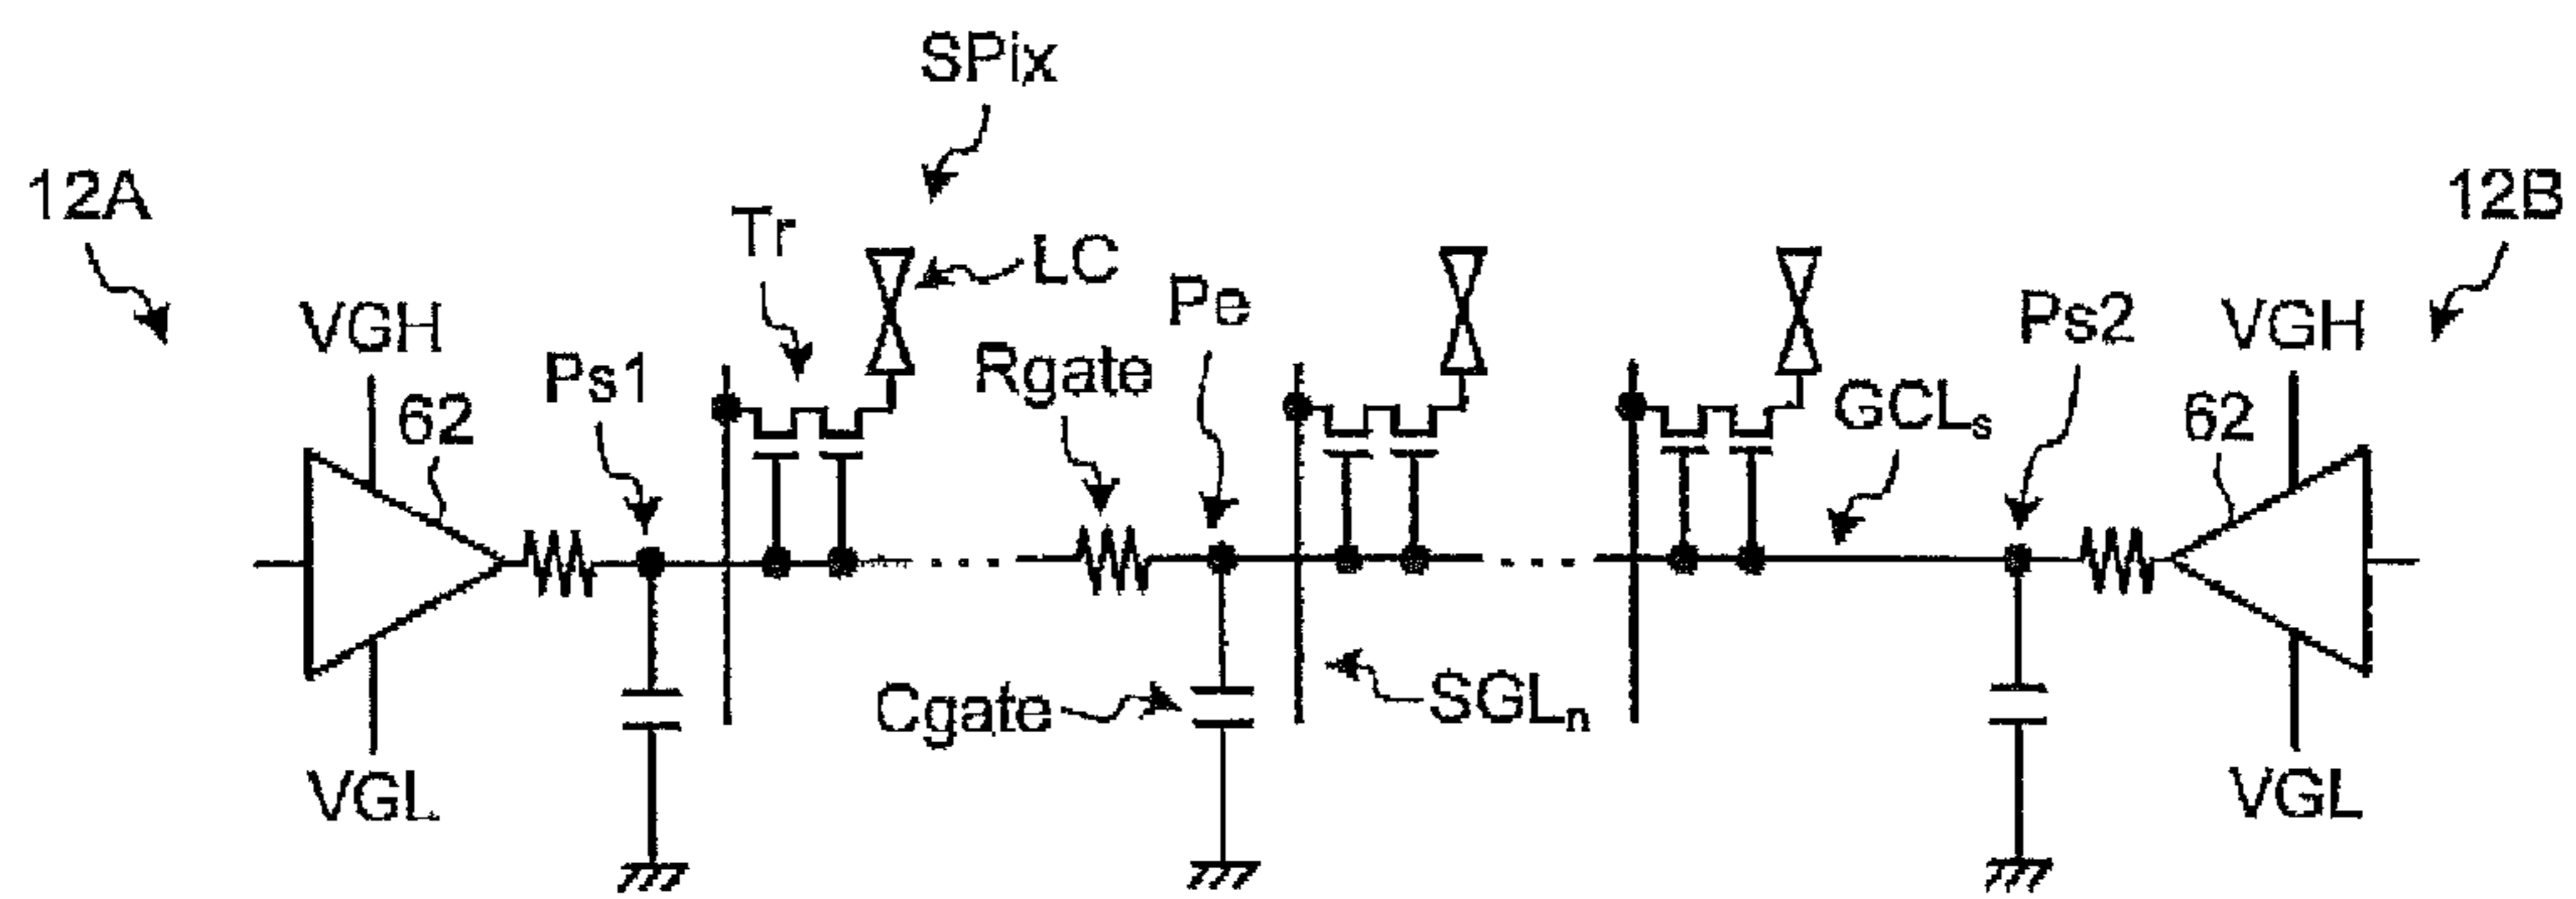 SPix
12A
12B
Tr
LC
VGH
Ps1
62
Rgate
Pe
Ps2
VGH
GCLs
62
Cgate
SGLn
VGL
VGL